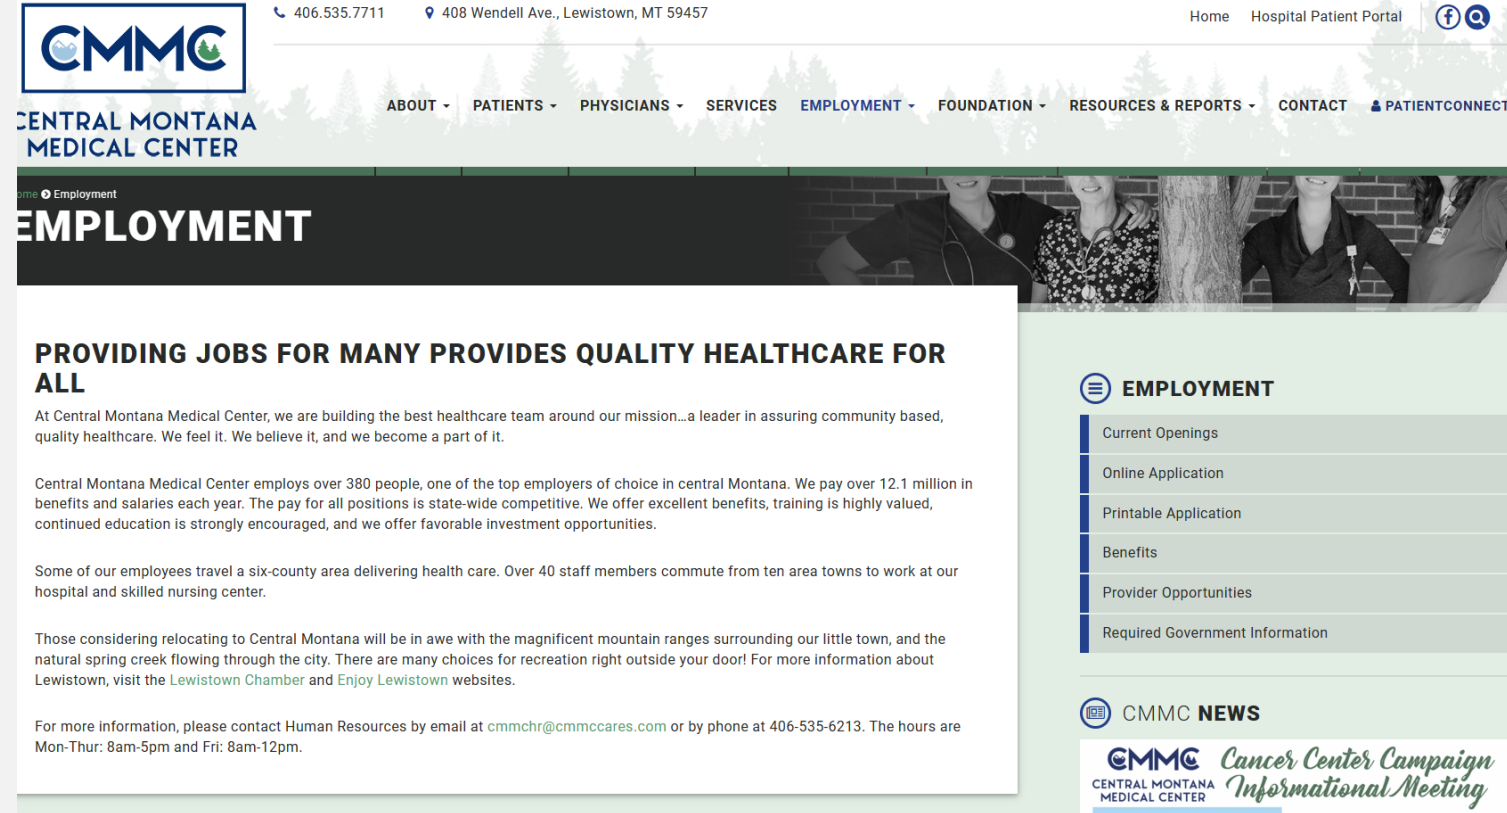 406.535.7711
408 Wendell Ave., Lewistown, MT 59457
Home
Hospital Patient Portal
CMMC
CENTRAL MONTANA
MEDICAL CENTER
ABOUT
PATIENTS
PHYSICIANS
SERVICES
EMPLOYMENT
FOUNDATION
RESOURCES & REPORTS
CONTACT
PATIENTCONNECT
ome
Employment
EMPLOYMENT
PROVIDING JOBS FOR MANY PROVIDES QUALITY HEALTHCARE FOR
ALL
At Central Montana Medical Center, we are building the best healthcare team around our mission…a leader in assuring community based,
quality healthcare. We feel it. We believe it, and we become a part of it.
Central Montana Medical Center employs over 380 people, one of the top employers of choice in central Montana. We pay over 12.1 million in
benefits and salaries each year. The pay for all positions is state-wide competitive. We offer excellent benefits, training is highly valued,
continued education is strongly encouraged, and we offer favorable investment opportunities.
Some of our employees travel a six-county area delivering health care. Over 40 staff members commute from ten area towns to work at our
hospital and skilled nursing center.
Those considering relocating to Central Montana will be in awe with the magnificent mountain ranges surrounding our little town, and the
natural spring creek flowing through the city. There are many choices for recreation right outside your door! For more information about
Lewistown, visit the Lewistown Chamber and Enjoy Lewistown websites.
For more information, please contact Human Resources by email at cmmchr@cmmccares.com or by phone at 406-535-6213. The hours are
Mon-Thur: 8am-5pm and Fri: 8am-12pm.
EMPLOYMENT
Current Openings
Online Application
Printable Application
Benefits
Provider Opportunities
Required Government Information
CMMC NEWS
CMMC
CENTRAL MONTANA
MEDICAL CENTER
Cancer Center Campaign
Informational Meeting